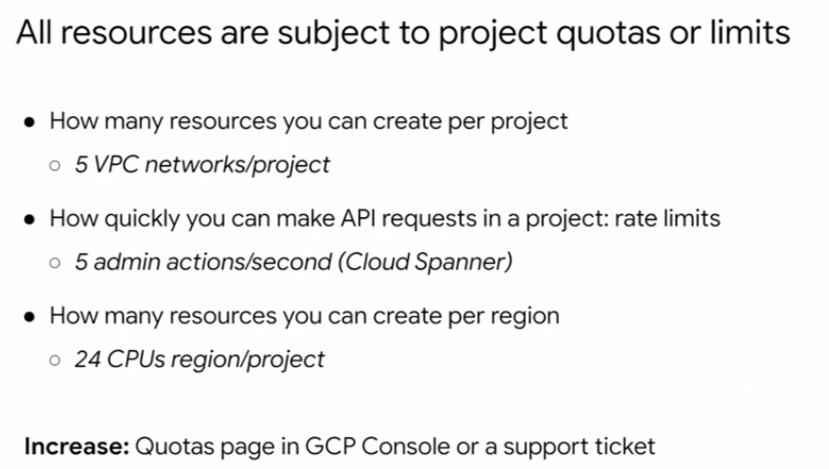 All resources are subject to project quotas or limits
● How many resources you can create per project
○ 5 VPC networks/project
● How quickly you can make API requests in a project: rate limits
○ 5 admin actions/second (Cloud Spanner)
● How many resources you can create per region
○ 24 CPUs region/project
Increase: Quotas page in GCP Console or a support ticket